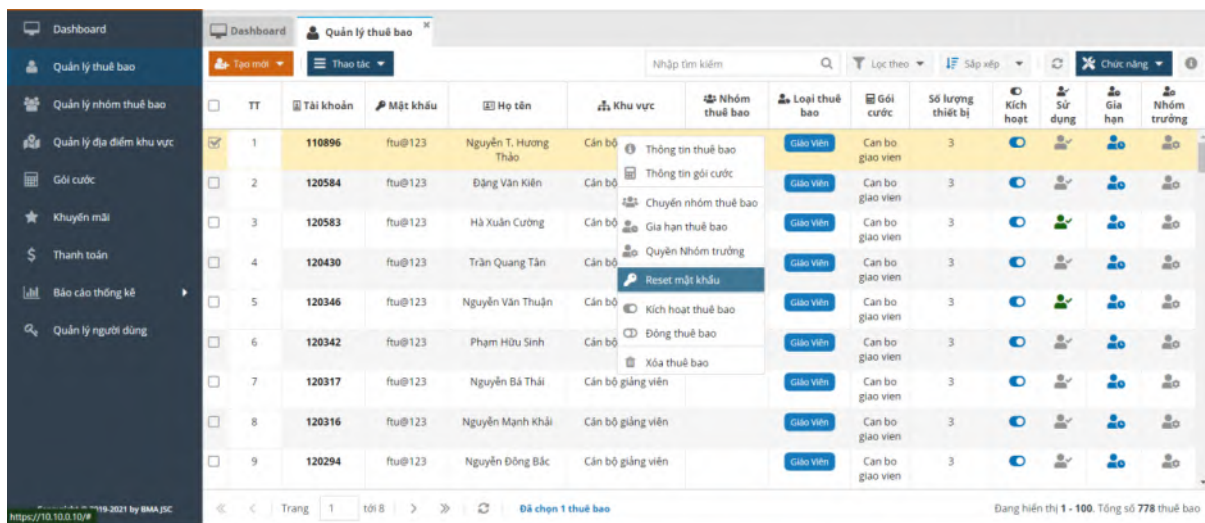 Dashboard
Quản lý thuê bao
Quản lý nhóm thuê bao
Quản lý địa điểm khu vực
Gói cước
Khuyến mãi
Thanh toán
Báo cáo thống kê
Quản lý người dùng
2019-2021 by BMA JSC
https://10.10.0.10/#
Dashboard Quản lý thuê bao ×
Tạo mới Thao tác Nhập tìm kiếm Lọc theo Sắp xếp Chức năng
TT Tài khoản Mật khẩu Họ tên Khu vực Nhóm thuê bao Loại thuê bao Gói cước Số lượng thiết bị Kích hoạt Sử dụng Gia hạn Nhóm trưởng
1 110896 ftu@123 Nguyễn T. Hương Thảo Cán bộ Giáo Viên Can bo giao vien 3
2 120584 ftu@123 Đặng Văn Kiên Cán bộ Giáo Viên Can bo giao vien 3
3 120583 ftu@123 Hà Xuân Cường Cán bộ Giáo Viên Can bo giao vien 3
4 120430 ftu@123 Trần Quang Tân Cán bộ Giáo Viên Can bo giao vien 3
5 120346 ftu@123 Nguyễn Văn Thuận Cán bộ Giáo Viên Can bo giao vien 3
6 120342 ftu@123 Phạm Hữu Sinh Cán bộ Giáo Viên Can bo giao vien 3
7 120317 ftu@123 Nguyễn Bá Thái Cán bộ giảng viên Giáo Viên Can bo giao vien 3
8 120316 ftu@123 Nguyễn Mạnh Khải Cán bộ giảng viên Giáo Viên Can bo giao vien 3
9 120294 ftu@123 Nguyễn Đông Bắc Cán bộ giảng viên Giáo Viên Can bo giao vien 3
Thông tin thuê bao
Thông tin gói cước
Chuyển nhóm thuê bao
Gia hạn thuê bao
Quyền Nhóm trưởng
Reset mật khẩu
Kích hoạt thuê bao
Đóng thuê bao
Xóa thuê bao
Trang 1 tới 8 Đã chọn 1 thuê bao Đang hiển thị 1 - 100. Tổng số 778 thuê bao